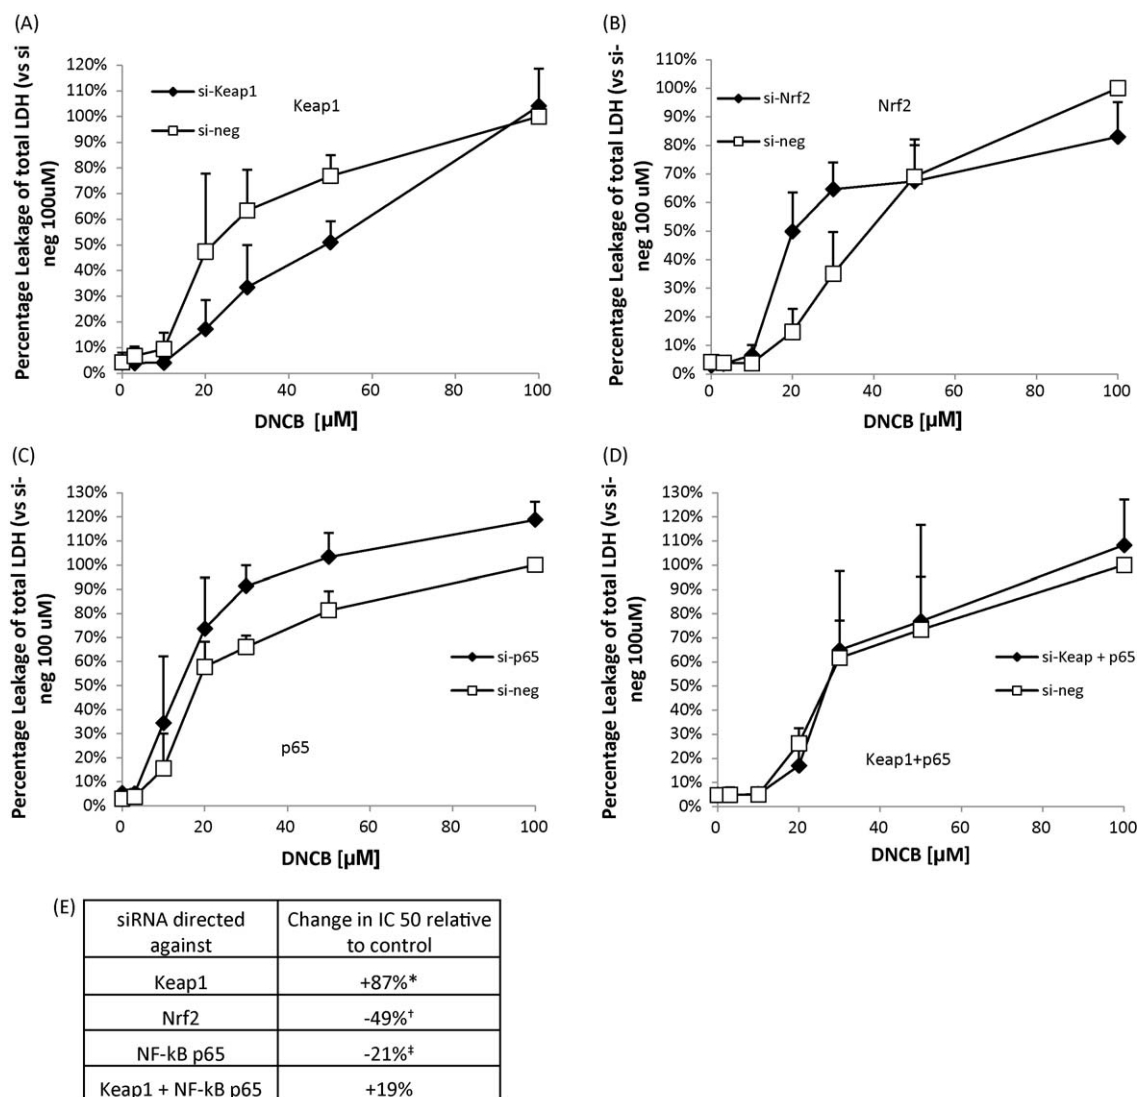 (A)
Percentage Leakage of total LDH (vs si
neg 100uM)
120%
110%
100%
90%
80%
70%
60%
50%
40%
30%
20%
10%
0%
si-Keap1
si-neg
Keap1
0
20
40
60
80
100
DNCB [µM]
(B)
Percentage Leakage of total LDH (vs si-
neg 100 uM)
110%
100%
90%
80%
70%
60%
50%
40%
30%
20%
10%
0%
si-Nrf2
si-neg
Nrf2
0
20
40
60
80
100
DNCB [µM]
(C)
Percentage Leakage of total LDH (vs si-
neg 100 uM)
130%
120%
110%
100%
90%
80%
70%
60%
50%
40%
30%
20%
10%
0%
si-p65
si-neg
p65
0
20
40
60
80
100
DNCB [µM]
(D)
Percentage Leakage of total LDH (vs si-
neg 100uM)
130%
120%
110%
100%
90%
80%
70%
60%
50%
40%
30%
20%
10%
0%
si-Keap + p65
si-neg
Keap1+p65
0
20
40
60
80
100
DNCB [µM]
(E)
siRNA directed against
Change in IC 50 relative to control
Keap1 +87%*
Nrf2 -49%†
NF-kB p65 -21%‡
Keap1 + NF-kB p65 +19%